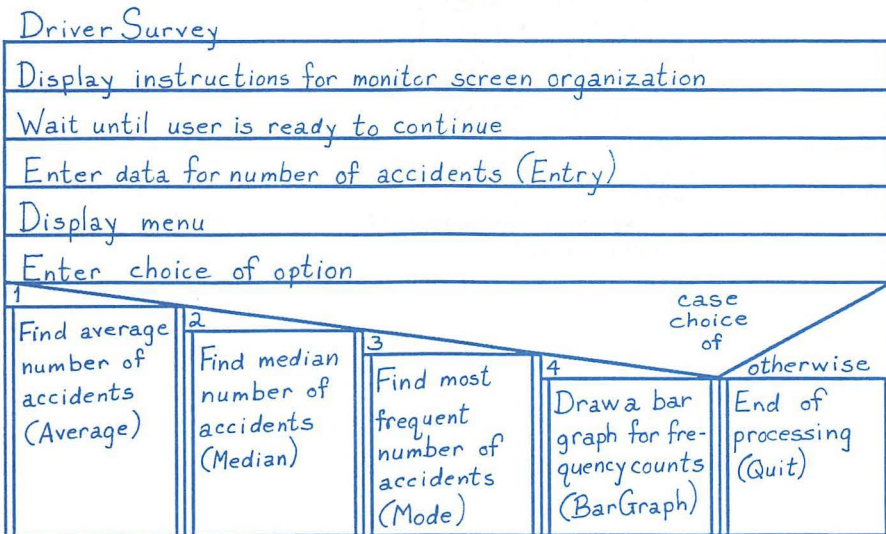 Driver Survey
Display instructions for monitor screen organization
Wait until user is ready to continue
Enter data for number of accidents (Entry)
Display menu
Enter choice of option
case
choice
of
1
Find average
number of
accidents
(Average)
2
Find median
number of
accidents
(Median)
3
Find most
frequent
number of
accidents
(Mode)
4
Draw a bar
graph for fre-
quency counts
(BarGraph)
otherwise
End of
processing
(Quit)